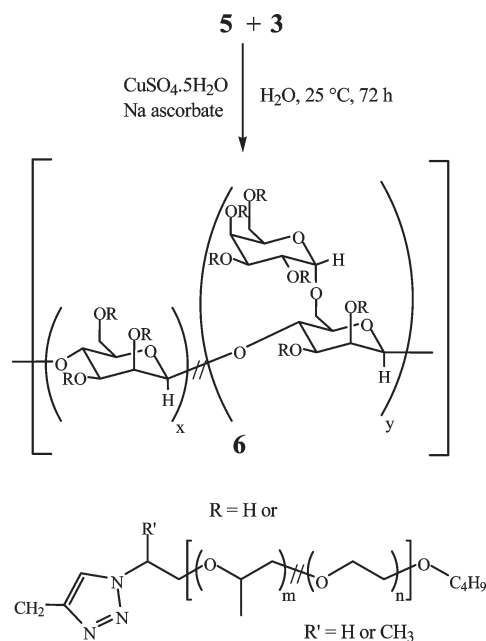 5 + 3
CuSO4.5H2O
Na ascorbate
H2O, 25 °C, 72 h
OR
OR
O
RO
OR
H
O
OR
OR
O
RO
O
H
x
OR
O
RO
O
H
y
6
R = H or
R'
N
N
N
CH2
O
m
O
n
O
C4H9
R' = H or CH3